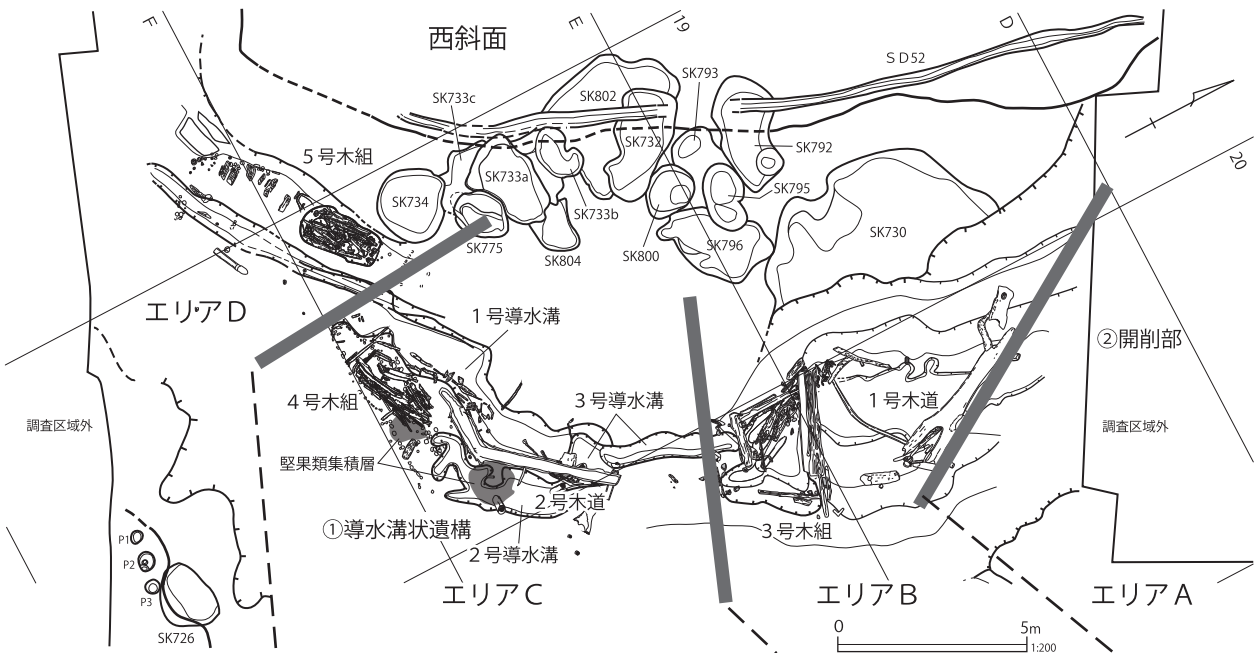 F
西斜面
E
19
D
SD52
SK793
SK802
SK733c
SK732
SK792
5号木組
SK733a
SK795
SK734
SK733b
20
SK775
SK804
SK800
SK796
SK730
エリアD
1号導水溝
②開削部
4号木組
3号導水溝
1号木道
調査区域外
調査区域外
堅果類集積層
2号木道
①導水溝状遺構
3号木組
2号導水溝
P1
P2
P3
SK726
エリアC
エリアB
エリアA
0
5m
1:200